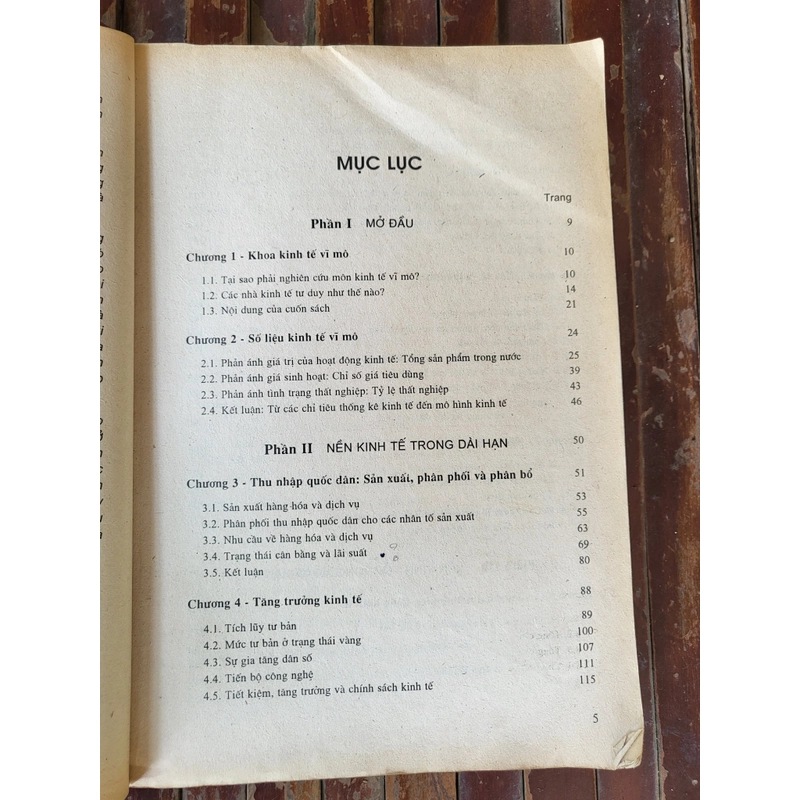 MỤC LỤC
Trang
Phần I MỞ ĐẦU 9
Chương 1 - Khoa kinh tế vĩ mô 10
1.1. Tại sao phải nghiên cứu môn kinh tế vĩ mô? 10
1.2. Các nhà kinh tế tư duy như thế nào? 14
1.3. Nội dung của cuốn sách 21
Chương 2 - Số liệu kinh tế vĩ mô 24
2.1. Phản ánh giá trị của hoạt động kinh tế: Tổng sản phẩm trong nước 25
2.2. Phản ánh giá sinh hoạt: Chỉ số giá tiêu dùng 39
2.3. Phản ánh tình trạng thất nghiệp: Tỷ lệ thất nghiệp 43
2.4. Kết luận: Từ các chỉ tiêu thống kê kinh tế đến mô hình kinh tế 46
Phần II NỀN KINH TẾ TRONG DÀI HẠN 50
Chương 3 - Thu nhập quốc dân: Sản xuất, phân phối và phân bổ 51
3.1. Sản xuất hàng hóa và dịch vụ 53
3.2. Phân phối thu nhập quốc dân cho các nhân tố sản xuất 55
3.3. Nhu cầu về hàng hóa và dịch vụ 63
3.4. Trạng thái cân bằng và lãi suất 69
3.5. Kết luận 80
Chương 4 - Tăng trưởng kinh tế 88
4.1. Tích lũy tư bản 89
4.2. Mức tư bản ở trạng thái vàng 100
4.3. Sự gia tăng dân số 107
4.4. Tiến bộ công nghệ 111
4.5. Tiết kiệm, tăng trưởng và chính sách kinh tế 115
5